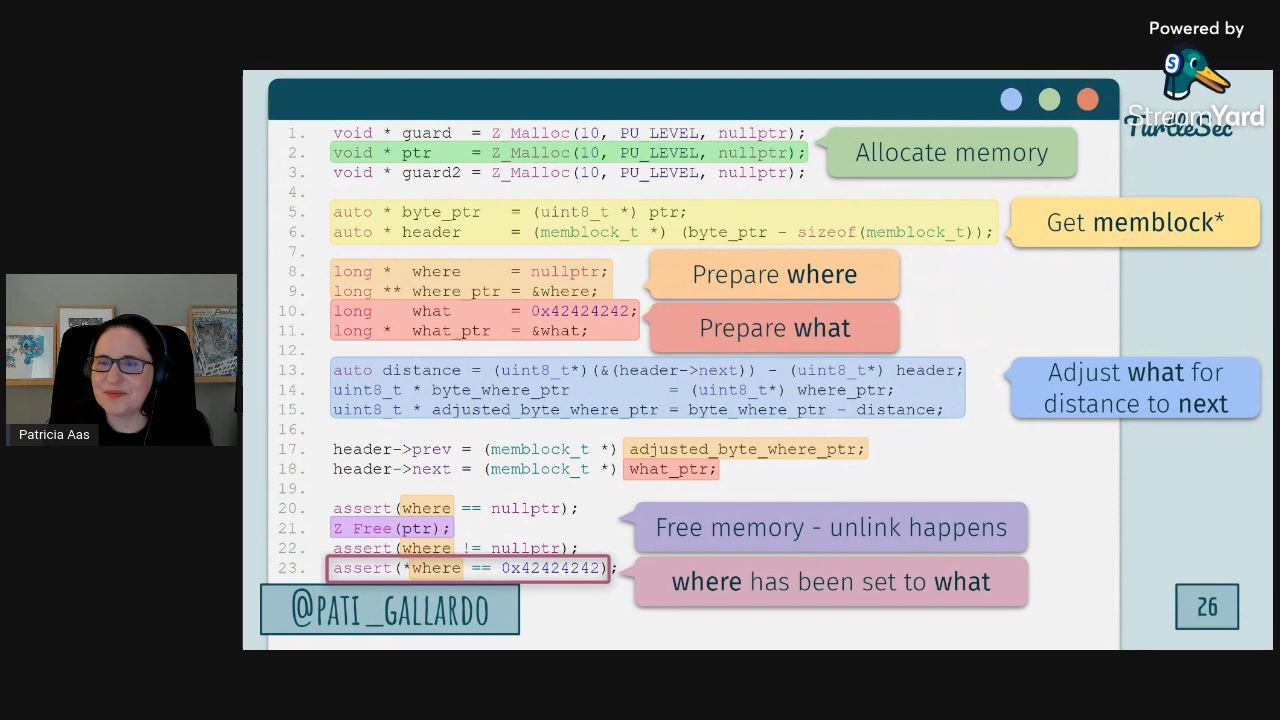 Powered by
StreamYard
TurtleSec
1. void * guard = Z_Malloc(10, PU_LEVEL, nullptr);
2. void * ptr = Z_Malloc(10, PU_LEVEL, nullptr);
3. void * guard2 = Z_Malloc(10, PU_LEVEL, nullptr);
Allocate memory
4.
5. auto * byte_ptr = (uint8_t *) ptr;
6. auto * header = (memblock_t *) (byte_ptr - sizeof(memblock_t));
Get memblock*
7.
8. long * where = nullptr;
9. long ** where_ptr = &where;
Prepare where
10. long what = 0x42424242;
11. long * what_ptr = &what;
Prepare what
12.
13. auto distance = (uint8_t*)(&(header->next)) - (uint8_t*) header;
14. uint8_t * byte_where_ptr = (uint8_t*) where_ptr;
15. uint8_t * adjusted_byte_where_ptr = byte_where_ptr - distance;
Adjust what for
distance to next
16.
17. header->prev = (memblock_t *) adjusted_byte_where_ptr;
18. header->next = (memblock_t *) what_ptr;
19.
20. assert(where == nullptr);
21. Z_Free(ptr);
Free memory - unlink happens
22. assert(where != nullptr);
23. assert(*where == 0x42424242);
where has been set to what
@PATI_GALLARDO
26
Patricia Aas